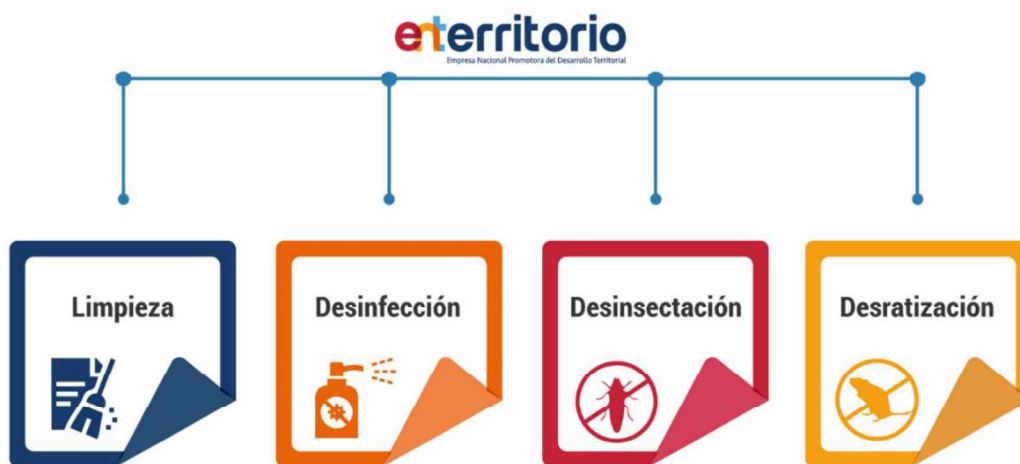 enterritorio
Empresa Nacional Promotora del Desarrollo Territorial
Limpieza
Desinfección
Desinsectación
Desratización